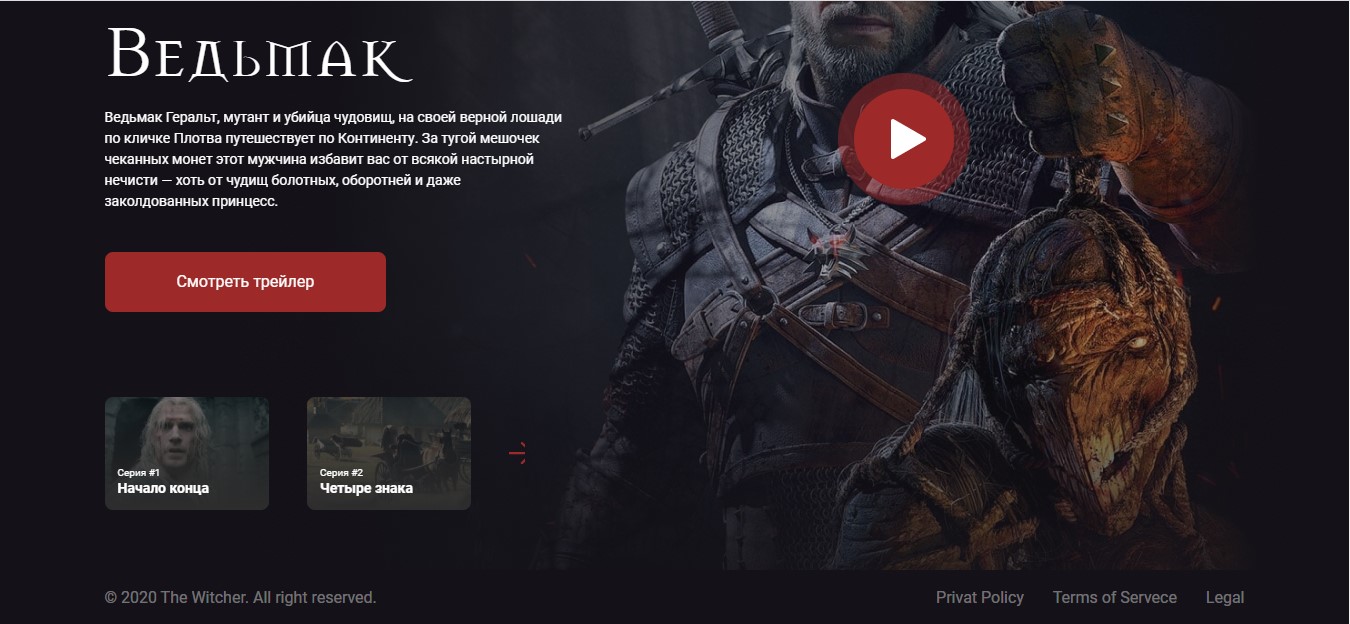 Ведьмак
Ведьмак Геральт, мутант и убийца чудовищ, на своей верной лошади
по кличке Плотва путешествует по Континенту. За тугой мешочек
чеканных монет этот мужчина избавит вас от всякой настырной
нечисти — хоть от чудищ болотных, оборотней и даже
заколдованных принцесс.
Смотреть трейлер
Серия #1
Начало конца
Серия #2
Четыре знака
© 2020 The Witcher. All right reserved.
Privat Policy
Terms of Servece
Legal